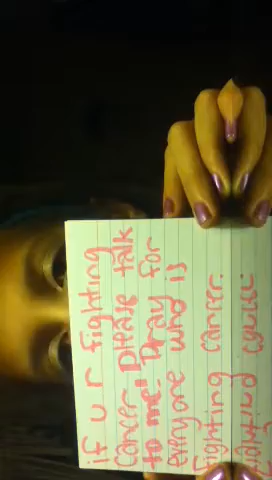 if u r fighting
cancer, please talk
to me! Pray for
everyone who is
fighting cancer.